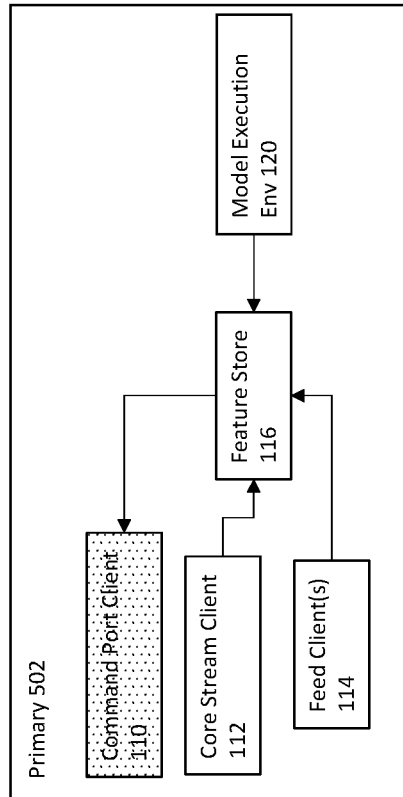 Primary 502
Command Port Client
110
Core Stream Client
112
Feed Client(s)
114
Feature Store
116
Model Execution
Env 120